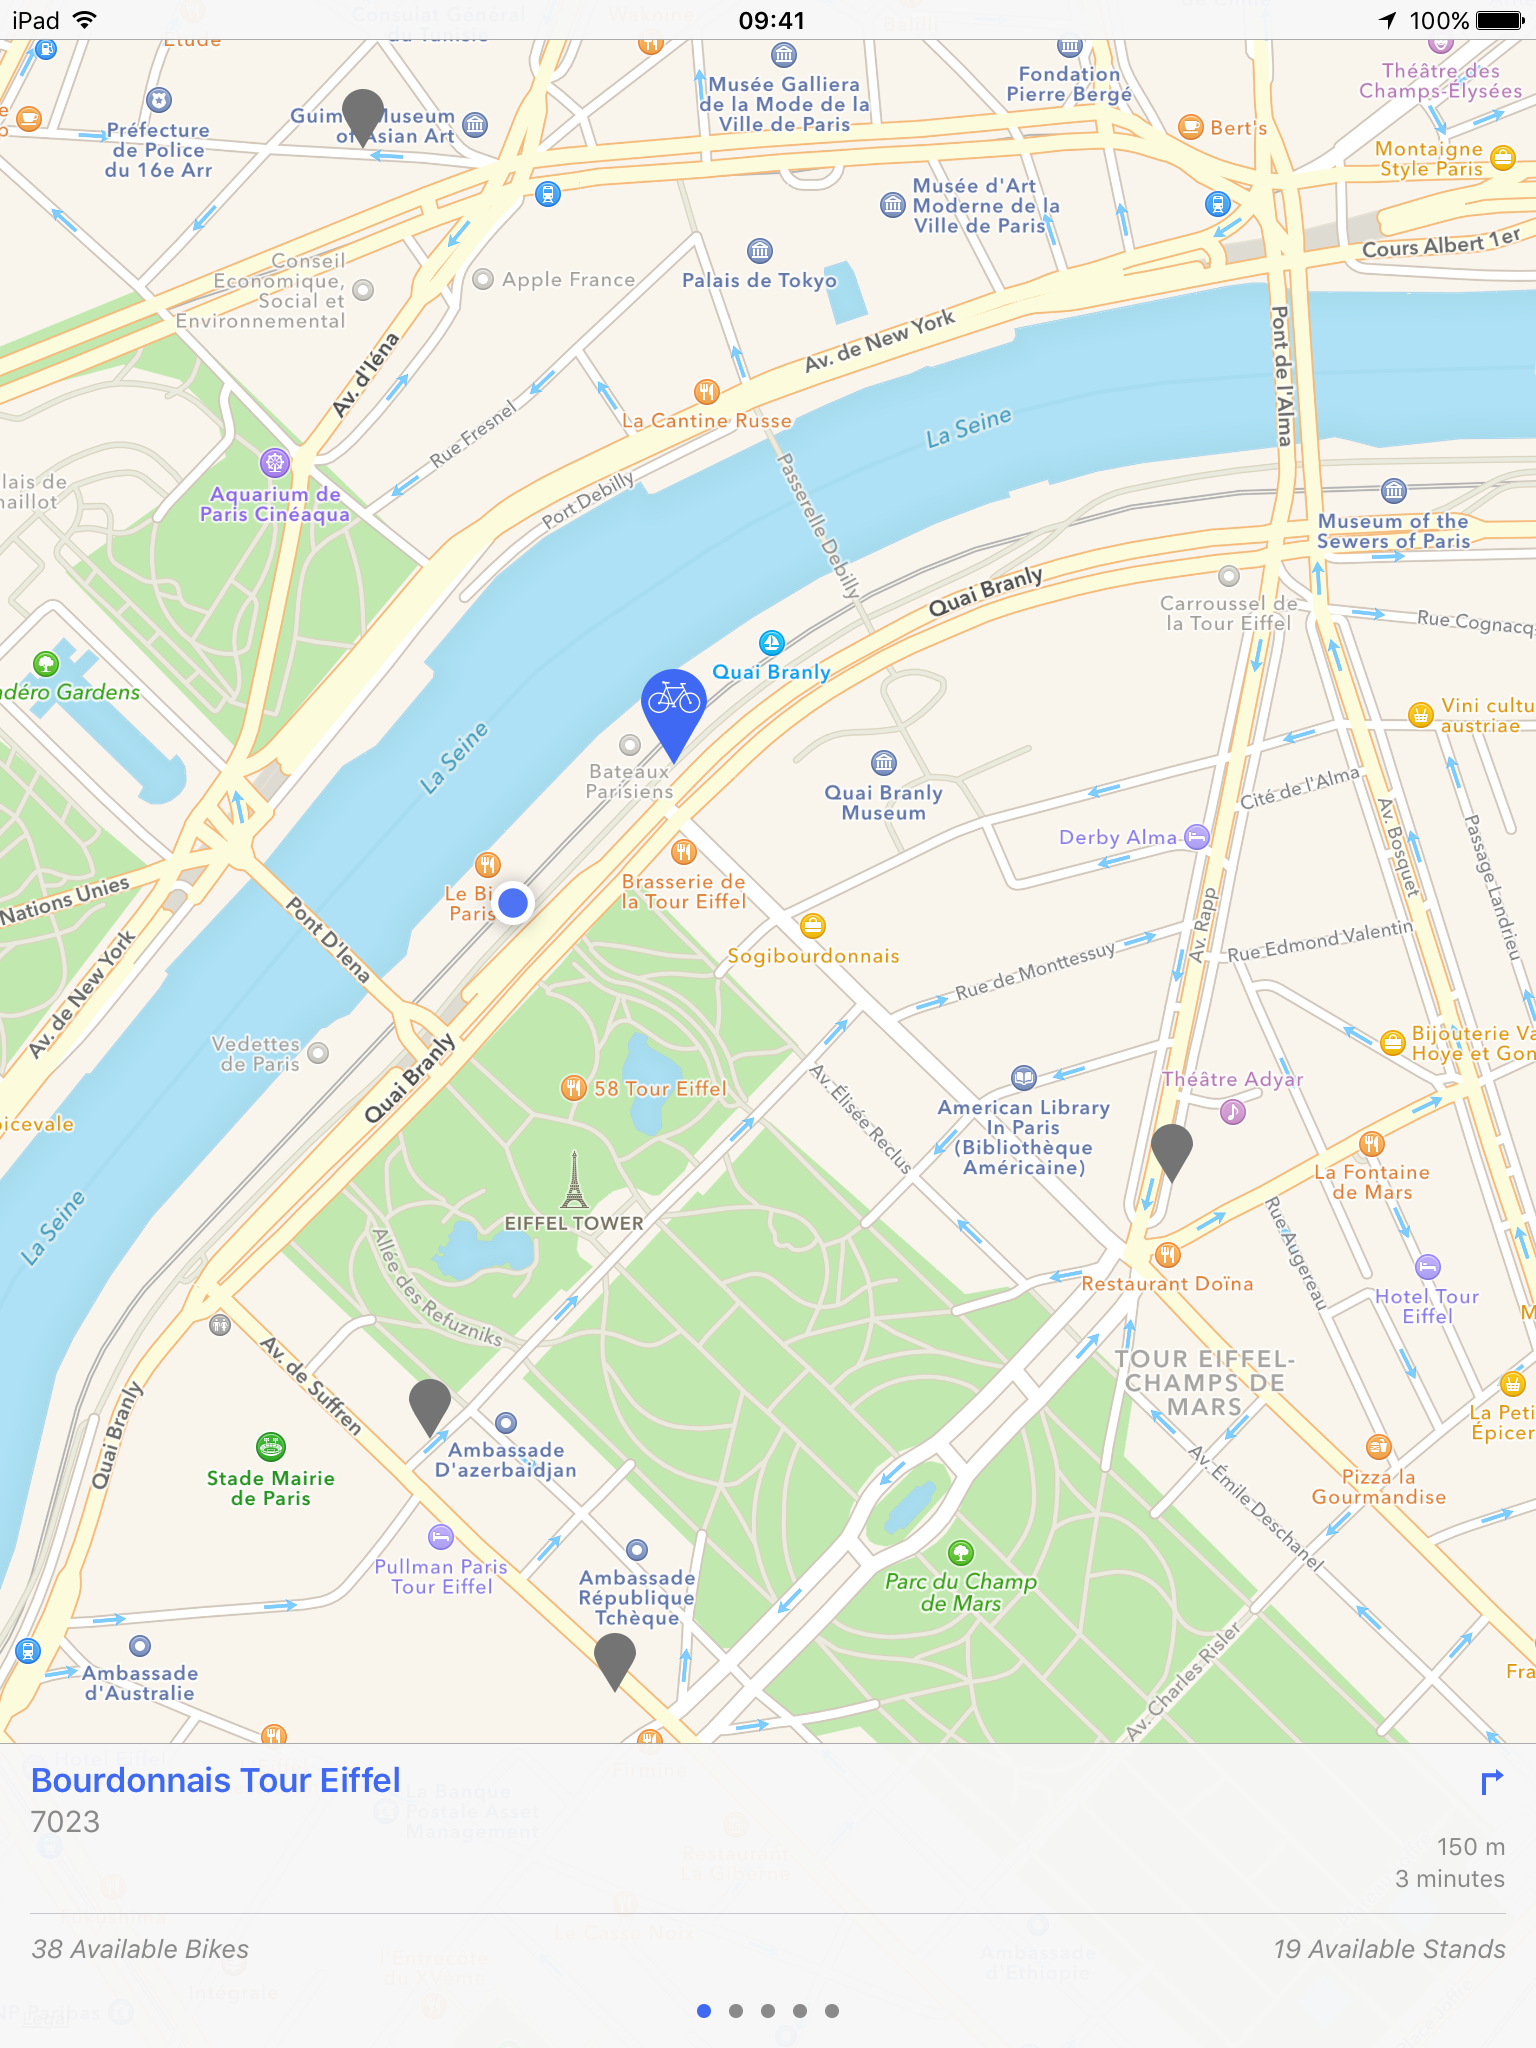 iPad
09:41
100%
Musée Galliera
de la Mode de la
Ville de Paris
Fondation
Pierre Bergé
Théâtre des
Champs-Elysées
Préfecture
de Police
du 16e Arr
Bert's
Montaigne
Style Paris
Musée d'Art
Moderne de la
Ville de Paris
Cours Albert 1er
Conseil
Economique,
Social et
Environnemental
Apple France
Palais de Tokyo
Av. de New York
Pont de l'Alma
Av. d'Iéna
La Cantine Russe
La Seine
Rue Fresnel
Port Debilly
Passerelle Debilly
Aquarium de
Paris Cinéaqua
Museum of the
Sewers of Paris
Quai Branly
Carroussel de
la Tour Eiffel
Quai Branly
La Seine
Bateaux
Parisiens
Quai Branly
Museum
Cité de l'Alma
Derby Alma
Av. Bosquet
Passage Landrieu
Nations Unies
Pont D'Iena
Brasserie de
la Tour Eiffel
Sogibourdonnais
Av. Rapp
Rue Edmond Valentin
Rue de Monttessuy
Av. de New York
Vedettes
de Paris
Quai Branly
58 Tour Eiffel
Av. Élisée Reclus
American Library
In Paris
(Bibliothèque
Américaine)
Théâtre Adyar
La Fontaine
de Mars
EIFFEL TOWER
La Seine
Allée des Refuzniks
Rue Augereau
Restaurant Doïna
Hotel Tour
Eiffel
TOUR EIFFEL-
CHAMPS DE
MARS
Av. de Suffren
Quai Branly
Stade Mairie
de Paris
Ambassade
D'azerbaidjan
Av. Émile Deschanel
Pizza la
Gourmandise
Pullman Paris
Tour Eiffel
Ambassade
République
Tchèque
Parc du Champ
de Mars
Av. Charles Risler
Ambassade
d'Australie
Bourdonnais Tour Eiffel
7023
150 m
3 minutes
38 Available Bikes
19 Available Stands